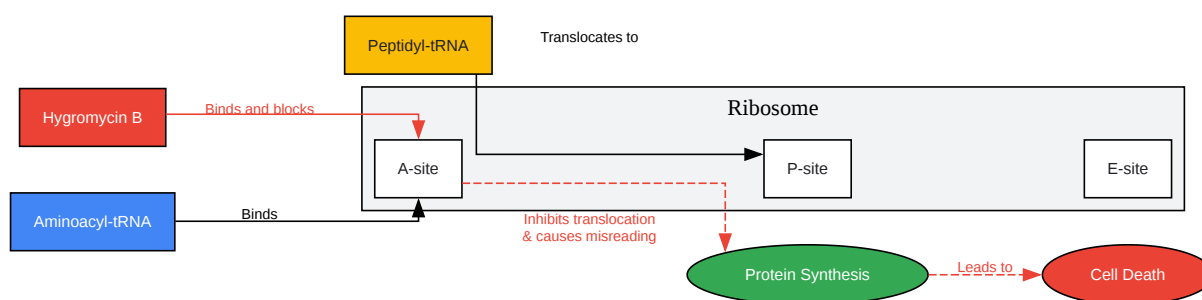 Peptidyl-tRNA
Translocates to
Hygromycin B
Binds and blocks
Ribosome
A-site
P-site
E-site
Aminoacyl-tRNA
Binds
Inhibits translocation
& causes misreading
Protein Synthesis
Leads to
Cell Death